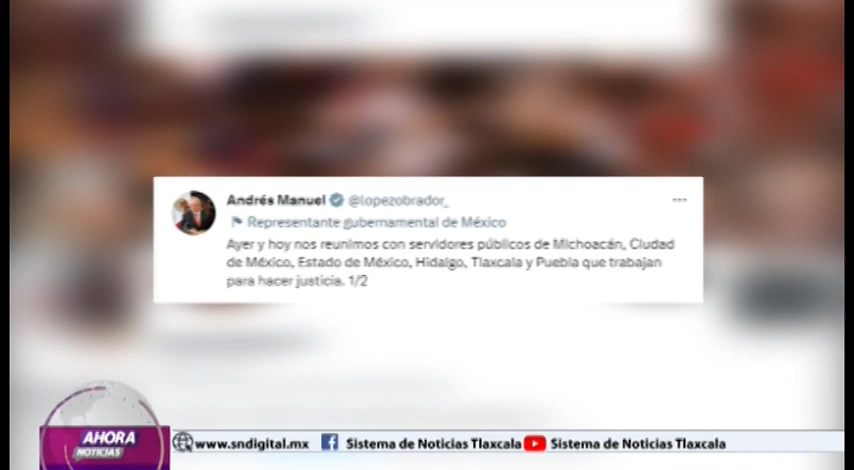 Andrés Manuel @lopezobrador_
Representante gubernamental de México
Ayer y hoy nos reunimos con servidores públicos de Michoacán, Ciudad
de México, Estado de México, Hidalgo, Tlaxcala y Puebla que trabajan
para hacer justicia. 1/2
AHORA
NOTICIAS
www.sndigital.mx Sistema de Noticias Tlaxcala Sistema de Noticias Tlaxcala